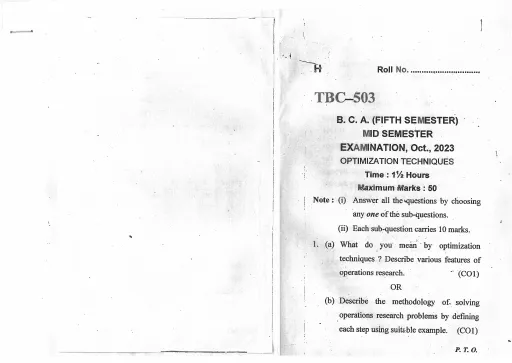 H Roll No. ...............................
TBC–503
B. C. A. (FIFTH SEMESTER)
MID SEMESTER
EXAMINATION, Oct., 2023
OPTIMIZATION TECHNIQUES
Time : 1½ Hours
Maximum Marks : 50
Note : (i) Answer all the questions by choosing
any one of the sub-questions.
(ii) Each sub-question carries 10 marks.
1. (a) What do you mean by optimization
techniques ? Describe various features of
operations research. (CO1)
OR
(b) Describe the methodology of solving
operations research problems by defining
each step using suitable example. (CO1)
P. T. O.